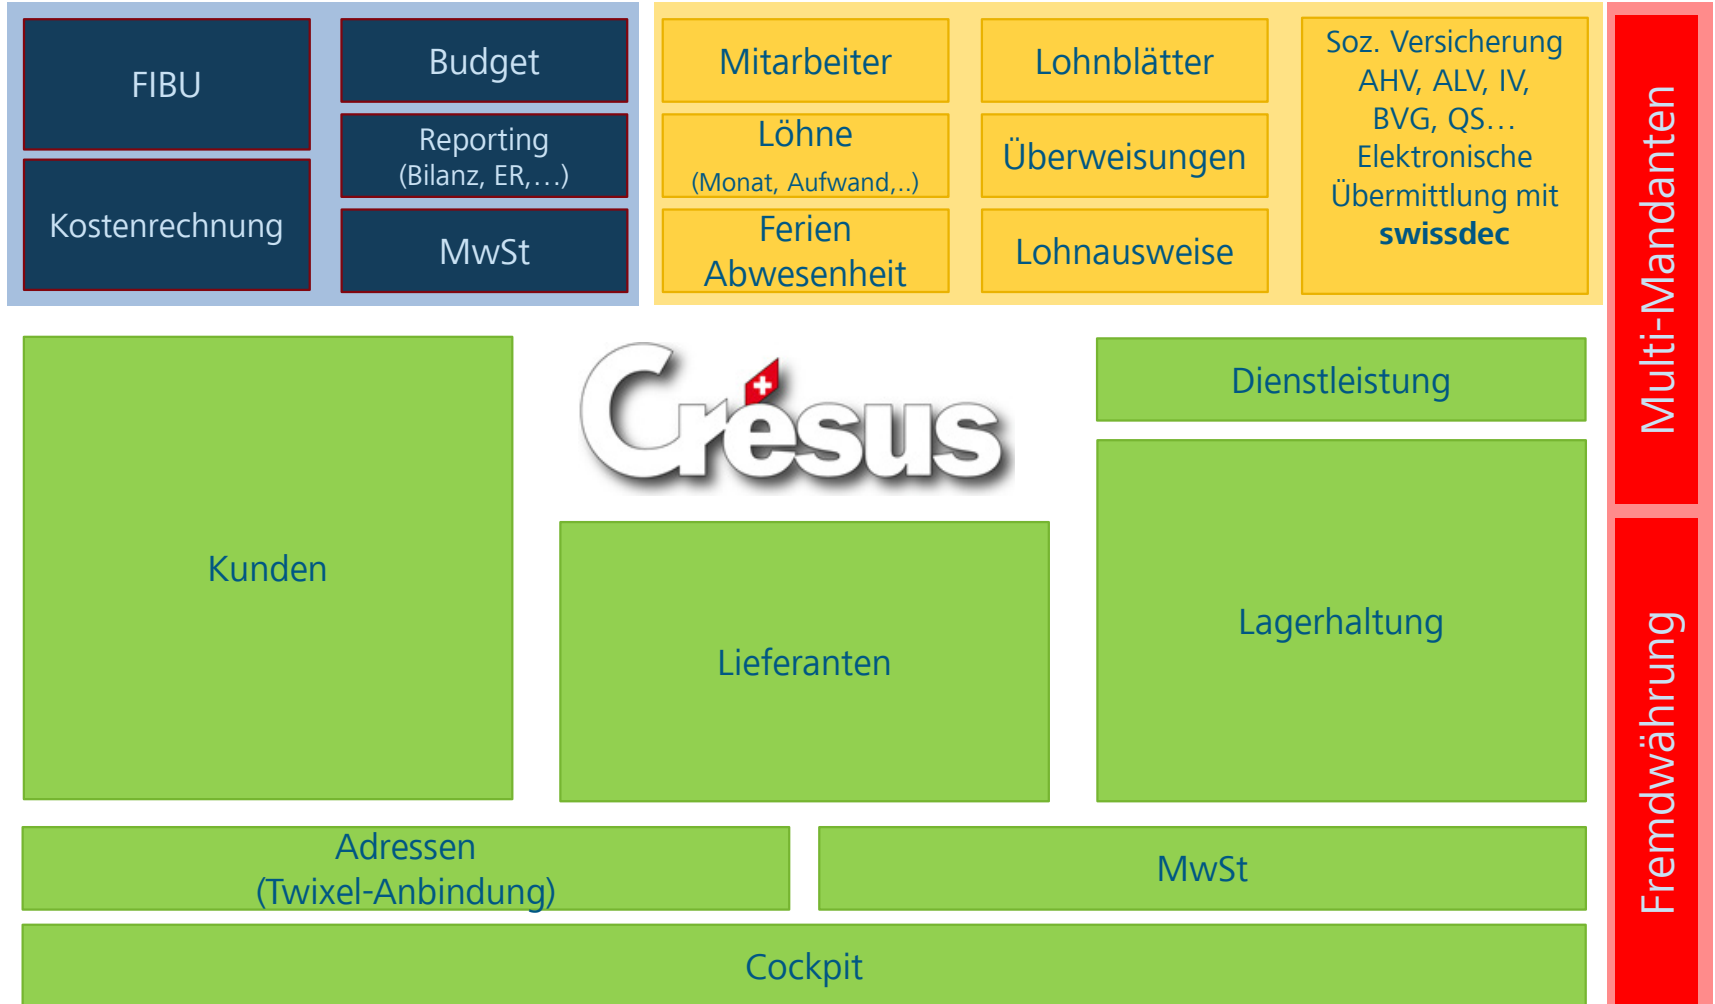 FIBU
Kostenrechnung
Budget
Reporting
(Bilanz, ER,…)
MwSt
Mitarbeiter
Löhne
(Monat, Aufwand,..)
Ferien
Abwesenheit
Lohnblätter
Überweisungen
Lohnausweise
Soz. Versicherung
AHV, ALV, IV,
BVG, QS…
Elektronische
Übermittlung mit
swissdec
Multi-Mandanten
Fremdwährung
Crésus
Kunden
Lieferanten
Dienstleistung
Lagerhaltung
Adressen
(Twixel-Anbindung)
MwSt
Cockpit